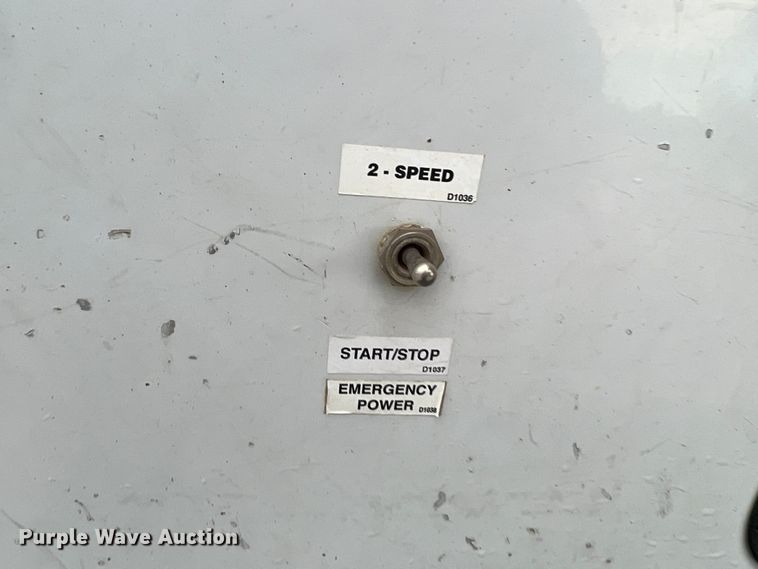 2 - SPEED
D1036
START/STOP
D1037
EMERGENCY
POWER D1038
Purple Wave Auction